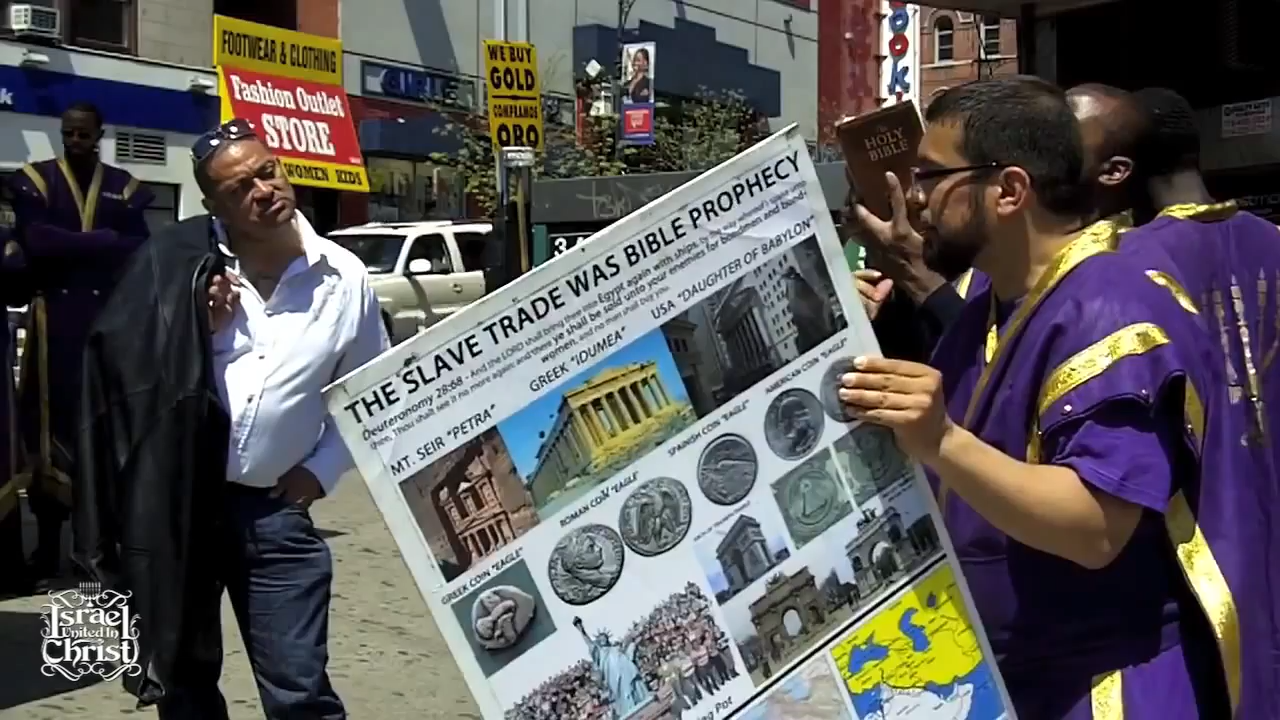 FOOTWEAR & CLOTHING
Fashion Outlet
STORE
WOMEN KIDS
WE BUY
GOLD
COMPRAMOS
ORO
HOLY
BIBLE
THE SLAVE TRADE WAS BIBLE PROPHECY
Deuteronomy 28:68 - And the LORD shall bring thee into Egypt again with ships, by the way whereof I spake unto
thee, Thou shalt see it no more again: and there ye shall be sold unto your enemies for bondmen and bond-
women, and no man shall buy you.
MT. SEIR "PETRA"
GREEK "IDUMEA"
USA "DAUGHTER OF BABYLON"
GREEK COIN "EAGLE"
ROMAN COIN "EAGLE"
SPANISH COIN "EAGLE"
AMERICAN COIN "EAGLE"
Pot
Israel
United In
Christ